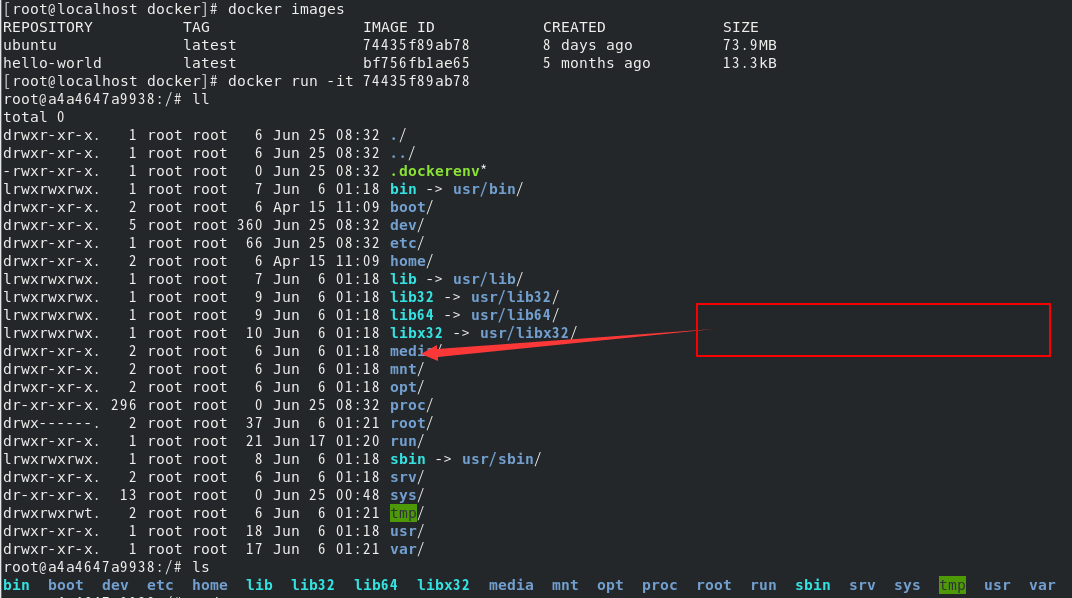 [root@localhost docker]# docker images
REPOSITORY          TAG                 IMAGE ID            CREATED             SIZE
ubuntu              latest              74435f89ab78        8 days ago          73.9MB
hello-world         latest              bf756fb1ae65        5 months ago        13.3kB
[root@localhost docker]# docker run -it 74435f89ab78
root@a4a4647a9938:/# ll
total 0
drwxr-xr-x.   1 root root   6 Jun 25 08:32 ./
drwxr-xr-x.   1 root root   6 Jun 25 08:32 ../
-rwxr-xr-x.   1 root root   0 Jun 25 08:32 .dockerenv*
lrwxrwxrwx.   1 root root   7 Jun  6 01:18 bin -> usr/bin/
drwxr-xr-x.   2 root root   6 Apr 15 11:09 boot/
drwxr-xr-x.   5 root root 360 Jun 25 08:32 dev/
drwxr-xr-x.   1 root root  66 Jun 25 08:32 etc/
drwxr-xr-x.   2 root root   6 Apr 15 11:09 home/
lrwxrwxrwx.   1 root root   7 Jun  6 01:18 lib -> usr/lib/
lrwxrwxrwx.   1 root root   9 Jun  6 01:18 lib32 -> usr/lib32/
lrwxrwxrwx.   1 root root   9 Jun  6 01:18 lib64 -> usr/lib64/
lrwxrwxrwx.   1 root root  10 Jun  6 01:18 libx32 -> usr/libx32/
drwxr-xr-x.   2 root root   6 Jun  6 01:18 media/
drwxr-xr-x.   2 root root   6 Jun  6 01:18 mnt/
drwxr-xr-x.   2 root root   6 Jun  6 01:18 opt/
dr-xr-xr-x. 296 root root   0 Jun 25 08:32 proc/
drwx------.   2 root root  37 Jun  6 01:21 root/
drwxr-xr-x.   1 root root  21 Jun 17 01:20 run/
lrwxrwxrwx.   1 root root   8 Jun  6 01:18 sbin -> usr/sbin/
drwxr-xr-x.   2 root root   6 Jun  6 01:18 srv/
dr-xr-xr-x.  13 root root   0 Jun 25 00:48 sys/
drwxrwxrwt.   2 root root   6 Jun  6 01:21 tmp/
drwxr-xr-x.   1 root root  18 Jun  6 01:18 usr/
drwxr-xr-x.   1 root root  17 Jun  6 01:21 var/
root@a4a4647a9938:/# ls
bin  boot  dev  etc  home  lib  lib32  lib64  libx32  media  mnt  opt  proc  root  run  sbin  srv  sys  tmp  usr  var